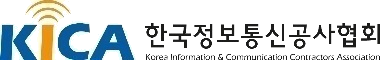 KICA
한국정보통신공사협회
Korea Information & Communication Contractors Association